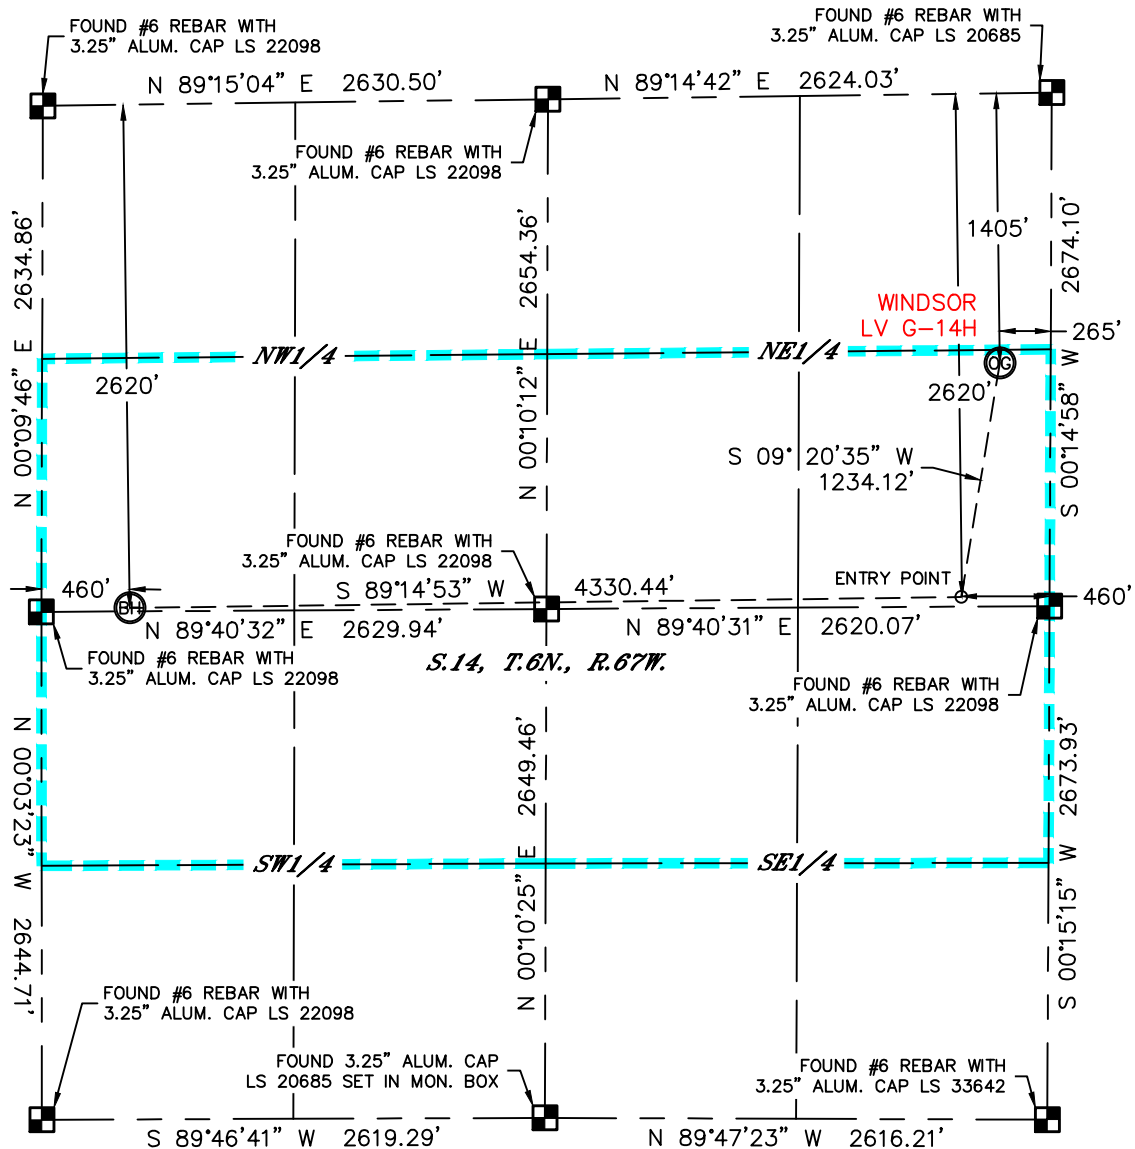 FOUND #6 REBAR WITH
3.25” ALUM. CAP LS 22098
FOUND #6 REBAR WITH
3.25” ALUM. CAP LS 20685
N 89°15'04” E 2630.50'
N 89°14'42” E 2624.03'
FOUND #6 REBAR WITH
3.25” ALUM. CAP LS 22098
N 00°09'49” E 2634.86'
N 00°10'12” E 2654.36'
1405'
2674.10'
S 00°14'58” W
WINDSOR
LV G-14H
265'
NW1/4
NE1/4
OG
2620'
2620'
S 09° 20'35” W
1234.12'
FOUND #6 REBAR WITH
3.25” ALUM. CAP LS 22098
460'
S 89°14'53” W 4330.44'
ENTRY POINT
460'
BH
N 89°40'32” E 2629.94'
N 89°40'31” E 2620.07'
S.14, T.6N., R.67W.
FOUND #6 REBAR WITH
3.25” ALUM. CAP LS 22098
FOUND #6 REBAR WITH
3.25” ALUM. CAP LS 22098
N 00°03'23” W 2644.71'
N 00°10'25” E 2649.46'
S 00°15'15” W 2673.93'
SW1/4
SE1/4
FOUND #6 REBAR WITH
3.25” ALUM. CAP LS 22098
FOUND 3.25” ALUM. CAP
LS 20685 SET IN MON. BOX
FOUND #6 REBAR WITH
3.25” ALUM. CAP LS 33642
S 89°46'41” W 2619.29'
N 89°47'23” W 2616.21'